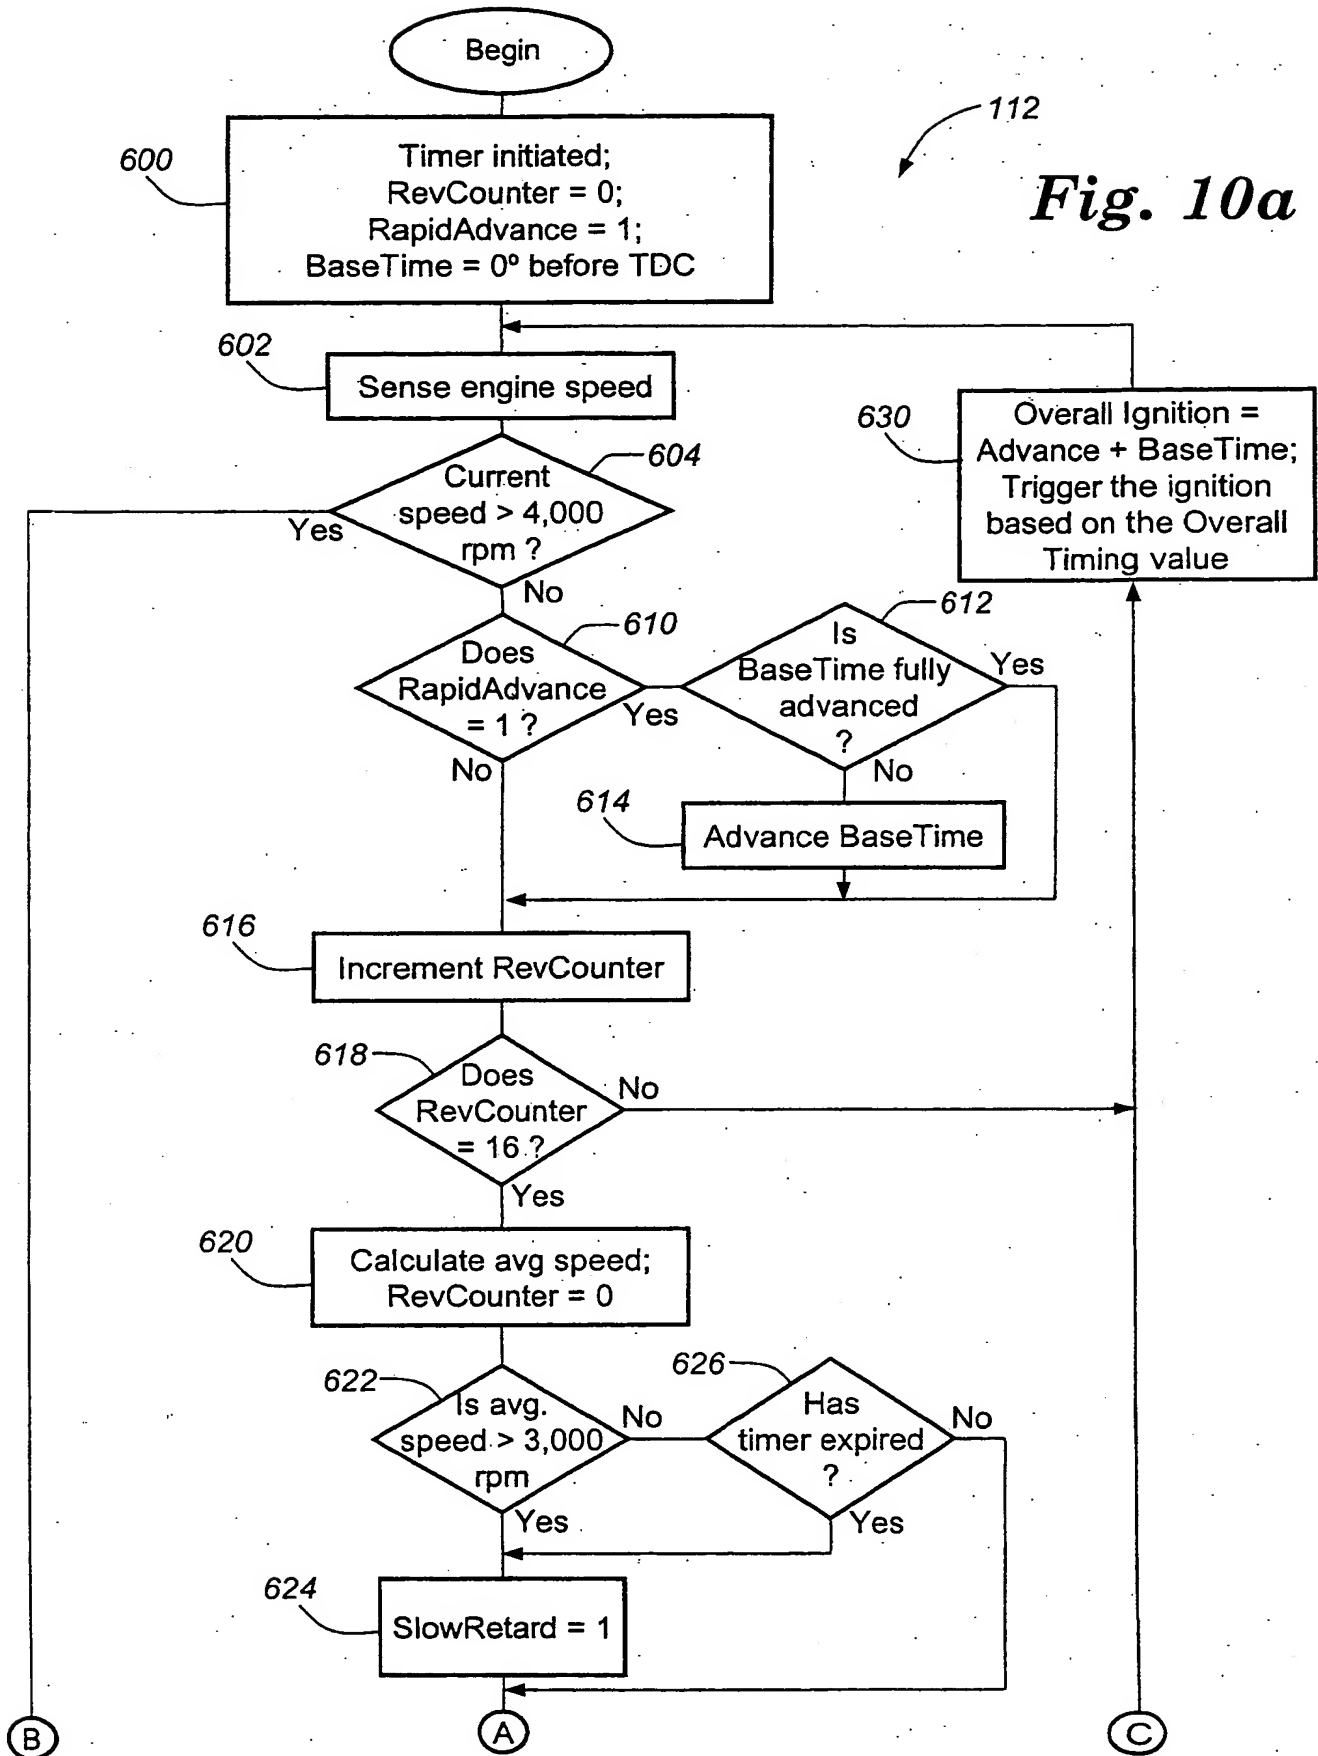 Begin
112
Fig. 10a
600
Timer initiated;
RevCounter = 0;
RapidAdvance = 1;
BaseTime = 0º before TDC
602
Sense engine speed
630
Overall Ignition =
Advance + BaseTime;
Trigger the ignition
based on the Overall
Timing value
604
Current
speed > 4,000
rpm ?
Yes
No
610
Does
RapidAdvance
= 1 ?
Yes
No
612
Is
BaseTime fully
advanced
?
Yes
No
614
Advance BaseTime
616
Increment RevCounter
618
Does
RevCounter
= 16 ?
No
Yes
620
Calculate avg speed;
RevCounter = 0
622
Is avg.
speed > 3,000
rpm
No
Yes
626
Has
timer expired
?
No
Yes
624
SlowRetard = 1
B
A
C